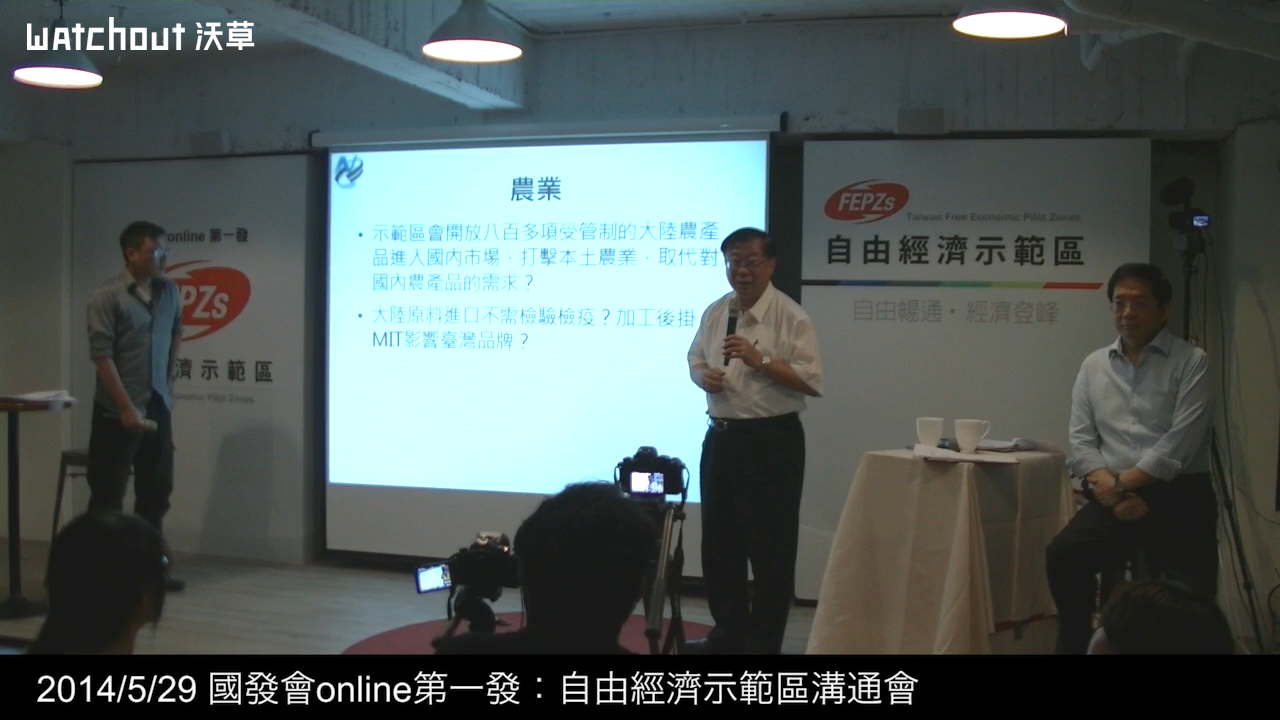 WATCHOUT 沃草
農業
• 示範區會開放八百多項受管制的大陸農產
品進入國內市場，打擊本土農業，取代對
國內農產品的需求？
• 大陸原料進口不需檢驗檢疫？加工後掛
MIT影響臺灣品牌？
online 第一發
PZs
濟示範區
onomic Pilot Zones
FEPZs
Taiwan Free Economic Pilot Zones
自由經濟示範區
自由暢通・經濟登峰
2014/5/29 國發會online第一發：自由經濟示範區溝通會